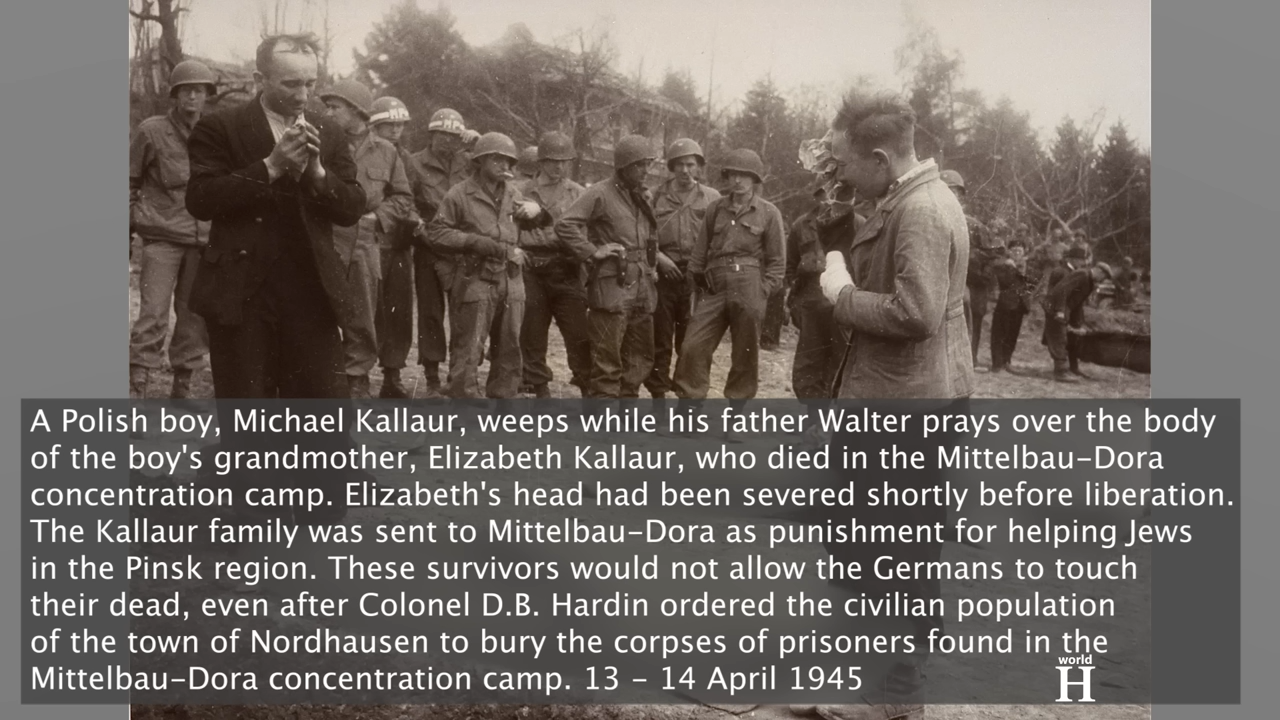 MP
MP
A Polish boy, Michael Kallaur, weeps while his father Walter prays over the body
of the boy's grandmother, Elizabeth Kallaur, who died in the Mittelbau-Dora
concentration camp. Elizabeth's head had been severed shortly before liberation.
The Kallaur family was sent to Mittelbau-Dora as punishment for helping Jews
in the Pinsk region. These survivors would not allow the Germans to touch
their dead, even after Colonel D.B. Hardin ordered the civilian population
of the town of Nordhausen to bury the corpses of prisoners found in the
Mittelbau-Dora concentration camp. 13 - 14 April 1945
world
H